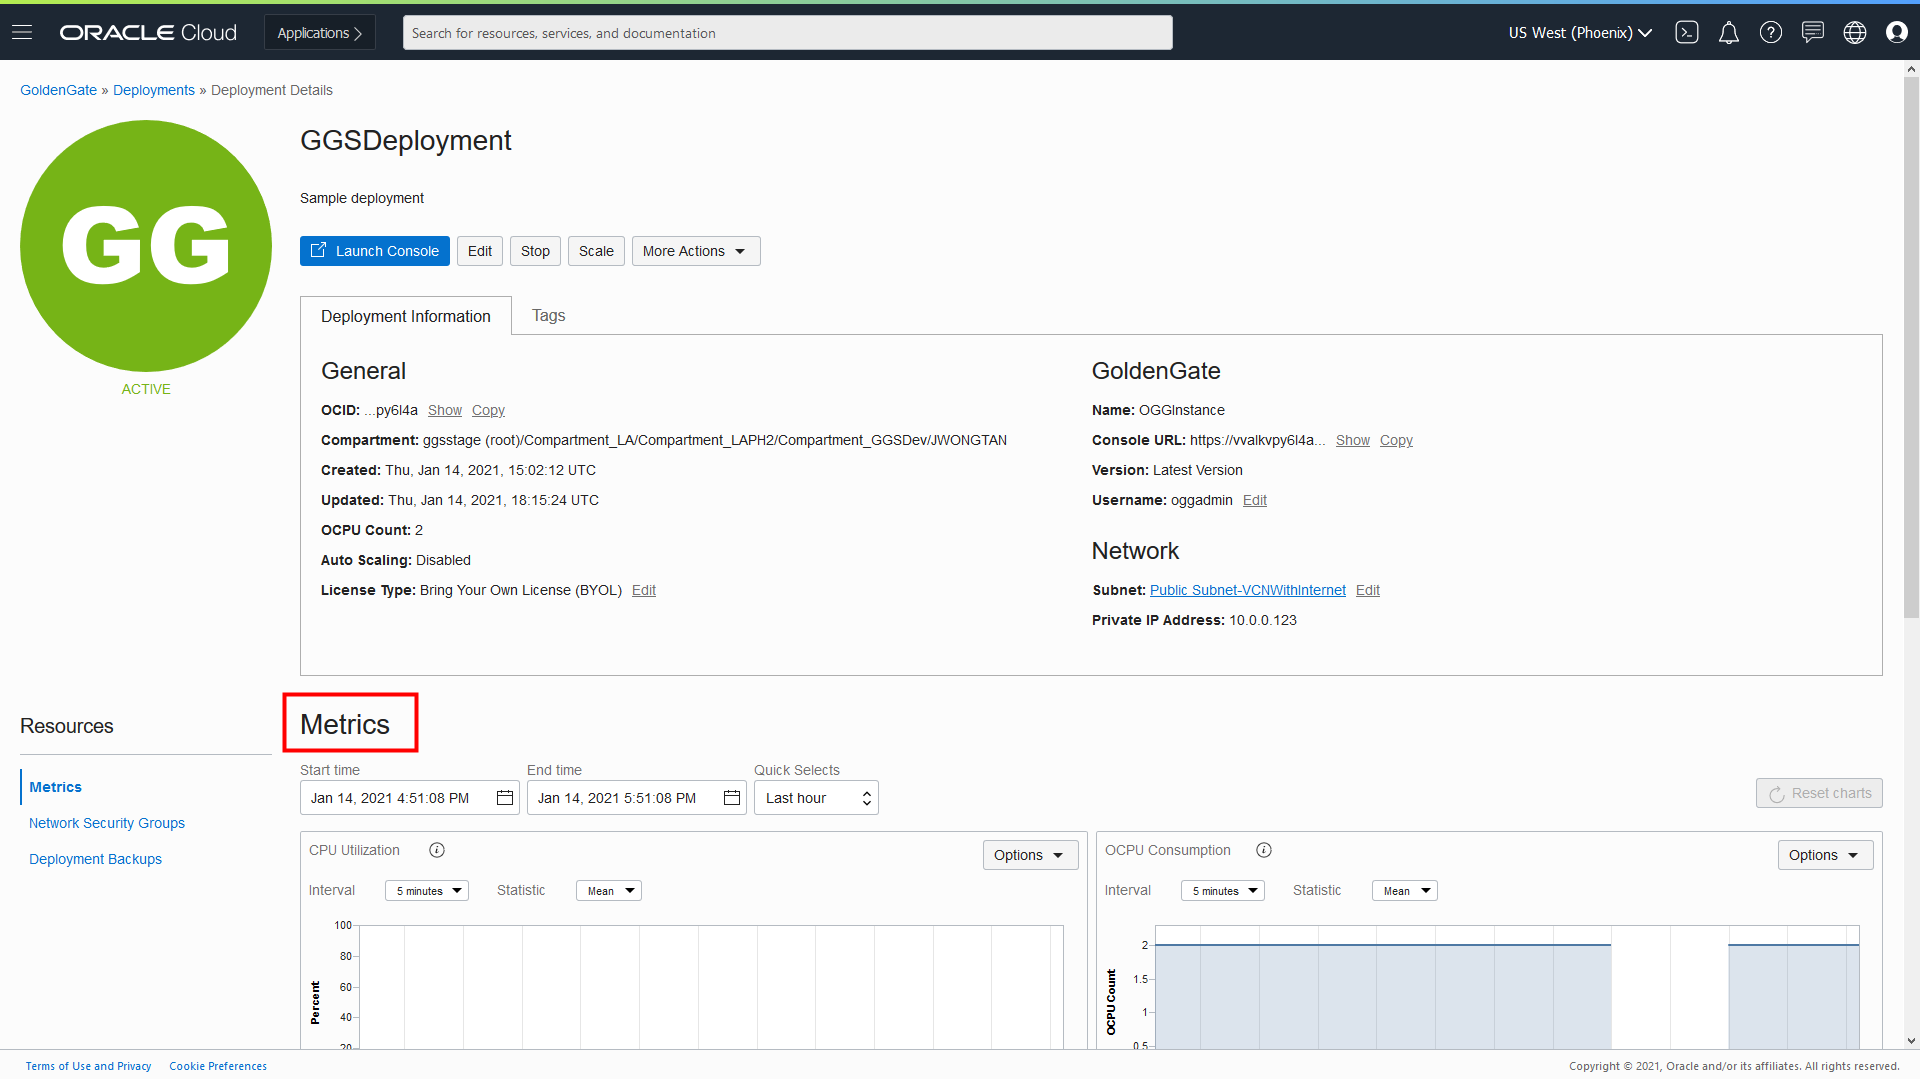 ORACLE Cloud
Applications
Search for resources, services, and documentation
US West (Phoenix)
GoldenGate » Deployments » Deployment Details
GG
ACTIVE
GGSDeployment
Sample deployment
Launch Console
Edit
Stop
Scale
More Actions
Deployment Information
Tags
General
OCID: ...py6l4a Show Copy
Compartment: ggsstage (root)/Compartment_LA/Compartment_LAPH2/Compartment_GGSDev/JWONGTAN
Created: Thu, Jan 14, 2021, 15:02:12 UTC
Updated: Thu, Jan 14, 2021, 18:15:24 UTC
OCPU Count: 2
Auto Scaling: Disabled
License Type: Bring Your Own License (BYOL) Edit
GoldenGate
Name: OGGInstance
Console URL: https://vvalkvpy6l4a... Show Copy
Version: Latest Version
Username: oggadmin Edit
Network
Subnet: Public Subnet-VCNWithInternet Edit
Private IP Address: 10.0.0.123
Resources
Metrics
Network Security Groups
Deployment Backups
Metrics
Start time
Jan 14, 2021 4:51:08 PM
End time
Jan 14, 2021 5:51:08 PM
Quick Selects
Last hour
Reset charts
CPU Utilization
Options
Interval 5 minutes Statistic Mean
100
80
60
40
20
Percent
OCPU Consumption
Options
Interval 5 minutes Statistic Mean
2
1.5
1
0.5
OCPU Count
Terms of Use and Privacy
Cookie Preferences
Copyright © 2021, Oracle and/or its affiliates. All rights reserved.